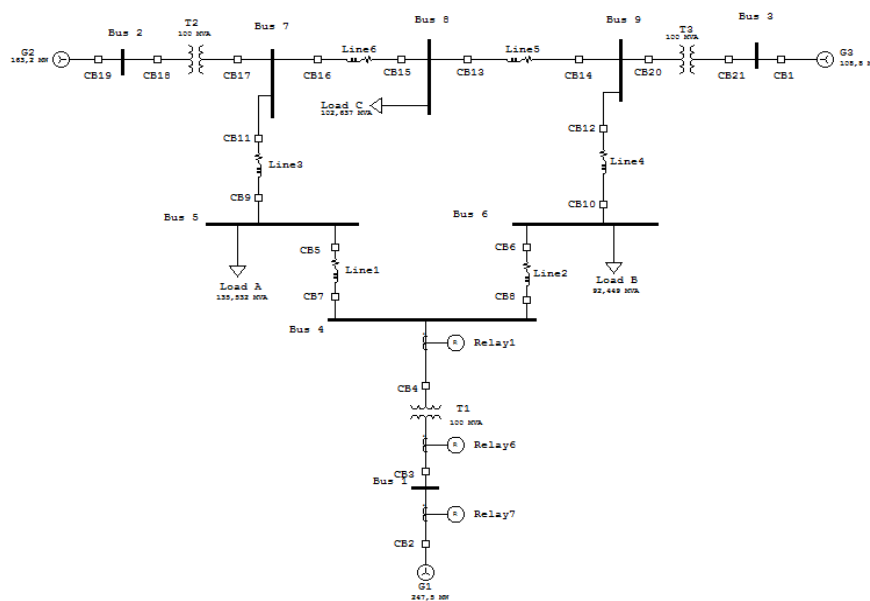 T2
100 MVA
Bus 2
Bus 7
Bus 8
Bus 9
T3
100 MVA
Bus 3
G2
163,2 MW
CB19
CB18
CB17
CB16
Line6
CB15
CB13
Line5
CB14
CB20
CB21
CB1
G3
Load C
102,637 MVA
CB11
Line3
CB9
CB12
Line4
CB10
Bus 5
Bus 6
CB5
Line1
CB7
CB6
Line2
CB8
Load A
135,532 MVA
Load B
92,449 MVA
Bus 4
R
Relay1
CB4
T1
100 MVA
R
Relay6
CB3
Bus 1
R
Relay7
CB2
G1
247,5 MW